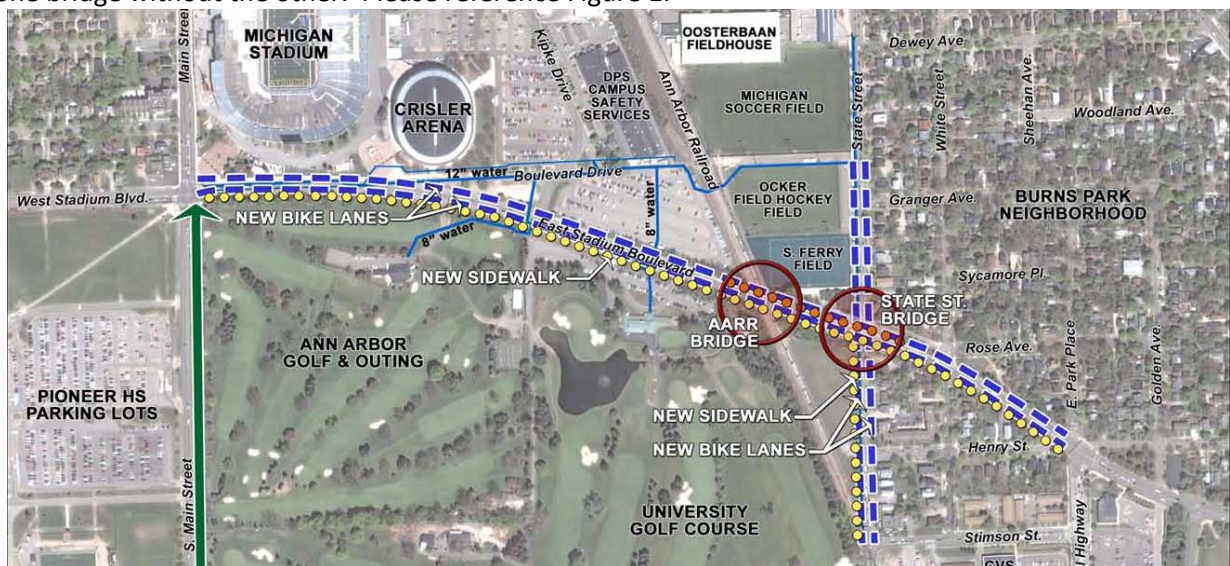 one bridge without the other. Please reference Figure 1.
MICHIGAN
STADIUM
Main Street
CRISLER
ARENA
Kipke Drive
DPS
CAMPUS
SAFETY
SERVICES
OOSTERBAAN
FIELDHOUSE
Ann Arbor Railroad
MICHIGAN
SOCCER FIELD
State Street
Dewey Ave.
White Street
Sheehan Ave.
Woodland Ave.
West Stadium Blvd.
12" water
Boulevard Drive
NEW BIKE LANES
8" water
8" water
East Stadium Boulevard
NEW SIDEWALK
OCKER
FIELD HOCKEY
FIELD
Granger Ave.
BURNS PARK
NEIGHBORHOOD
S. FERRY
FIELD
Sycamore Pl.
AARR
BRIDGE
STATE ST.
BRIDGE
Rose Ave.
E. Park Place
Golden Ave.
ANN ARBOR
GOLF & OUTING
PIONEER HS
PARKING LOTS
S. Main Street
NEW SIDEWALK
NEW BIKE LANES
Henry St.
UNIVERSITY
GOLF COURSE
Stimson St.
Highway
CVS